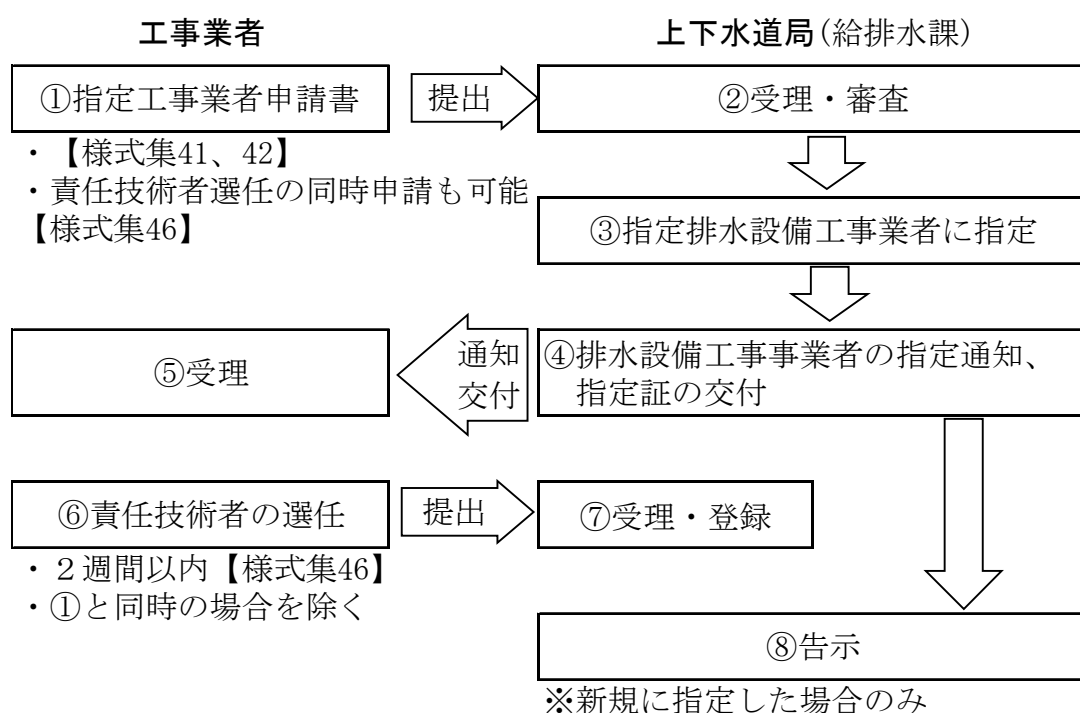 工事業者
上下水道局(給排水課)
①指定工事業者申請書
提出
②受理・審査
・【様式集41、42】
・責任技術者選任の同時申請も可能
【様式集46】
③指定排水設備工事業者に指定
⑤受理
通知
交付
④排水設備工事事業者の指定通知、
指定証の交付
⑥責任技術者の選任
提出
⑦受理・登録
・２週間以内【様式集46】
・①と同時の場合を除く
⑧告示
※新規に指定した場合のみ